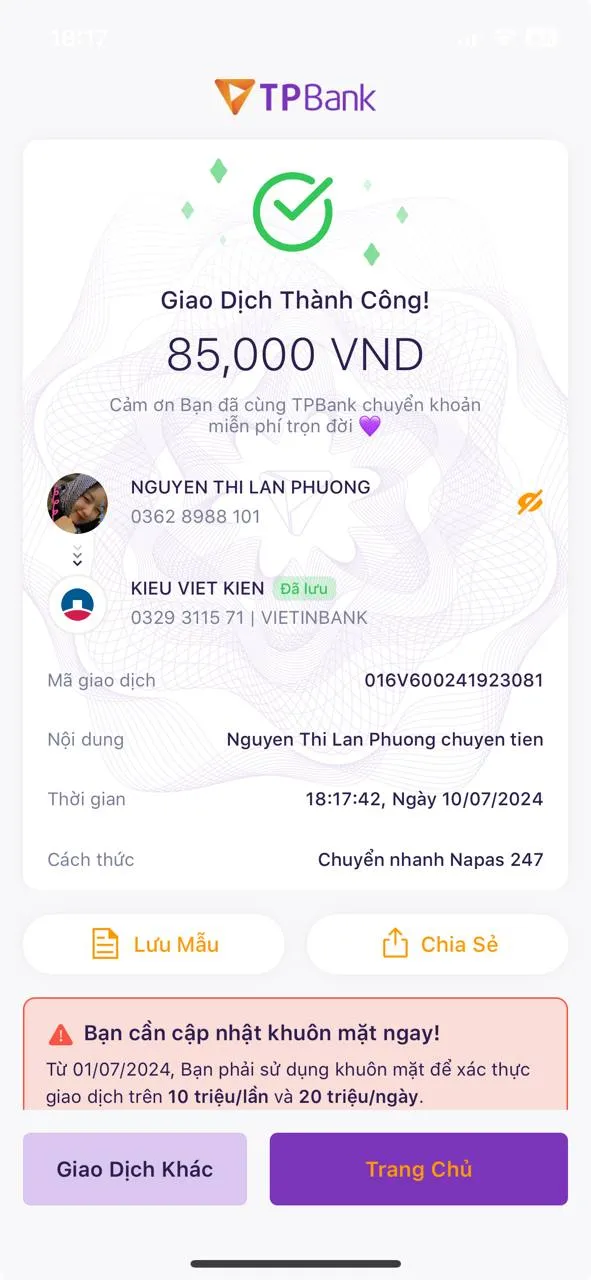 18:17
TPBank
Giao Dịch Thành Công!
85,000 VND
Cảm ơn Bạn đã cùng TPBank chuyển khoản
miễn phí trọn đời 💜
NGUYEN THI LAN PHUONG
0362 8988 101
KIEU VIET KIEN Đã lưu
0329 3115 71 | VIETINBANK
Mã giao dịch 016V600241923081
Nội dung Nguyen Thi Lan Phuong chuyen tien
Thời gian 18:17:42, Ngày 10/07/2024
Cách thức Chuyển nhanh Napas 247
Lưu Mẫu Chia Sẻ
Bạn cần cập nhật khuôn mặt ngay!
Từ 01/07/2024, Bạn phải sử dụng khuôn mặt để xác thực
giao dịch trên 10 triệu/lần và 20 triệu/ngày.
Giao Dịch Khác Trang Chủ